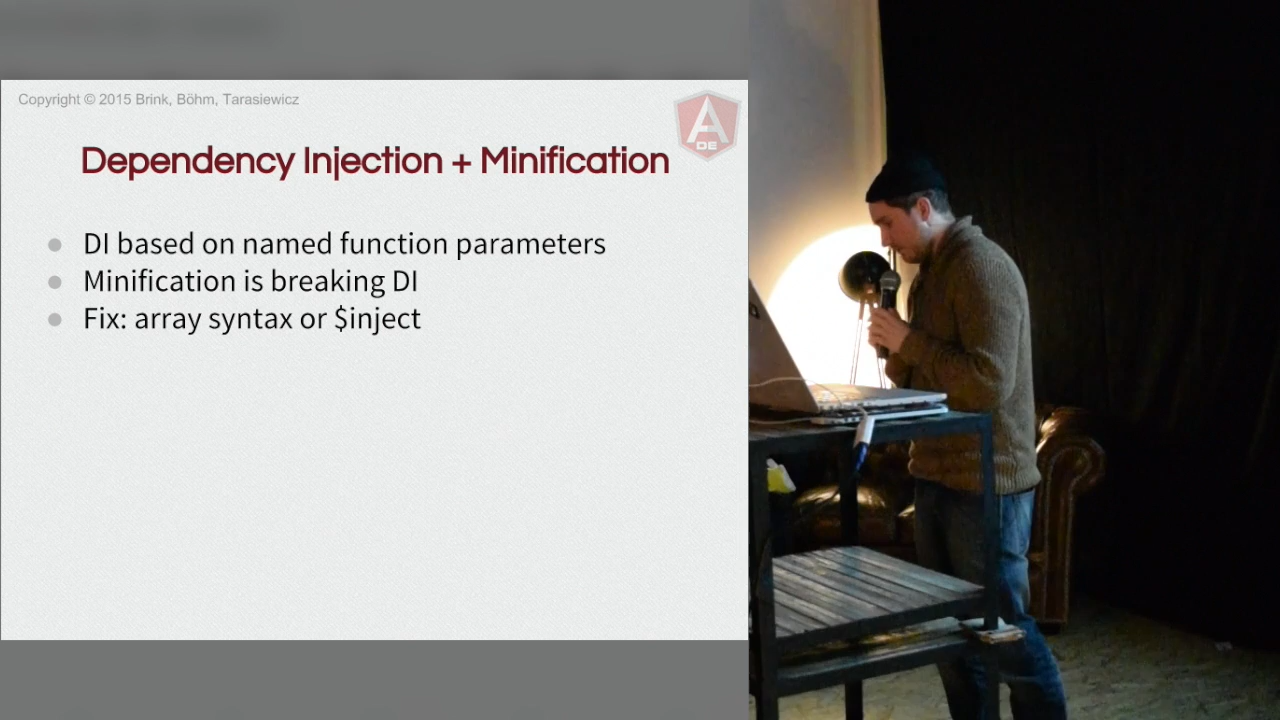 Copyright © 2015 Brink, Böhm, Tarasiewicz
A
DE
Dependency Injection + Minification
DI based on named function parameters
Minification is breaking DI
Fix: array syntax or $inject